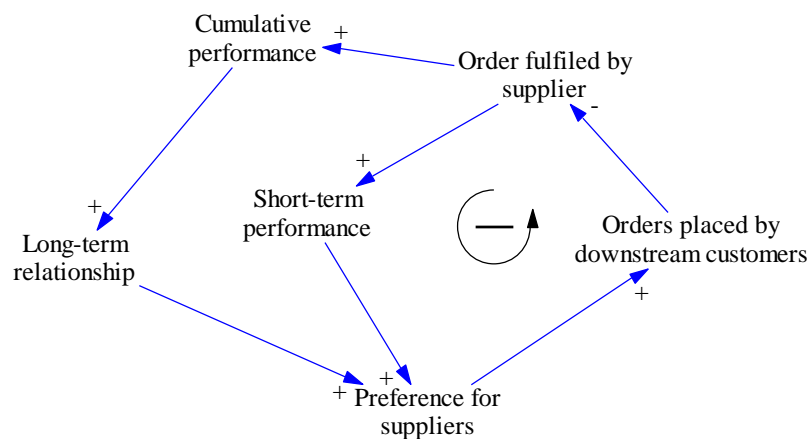 Cumulative
performance
+
Order fulfiled by
supplier
-
+
Short-term
performance
+
Long-term
relationship
Orders placed by
downstream customers
+
+
+
Preference for
suppliers